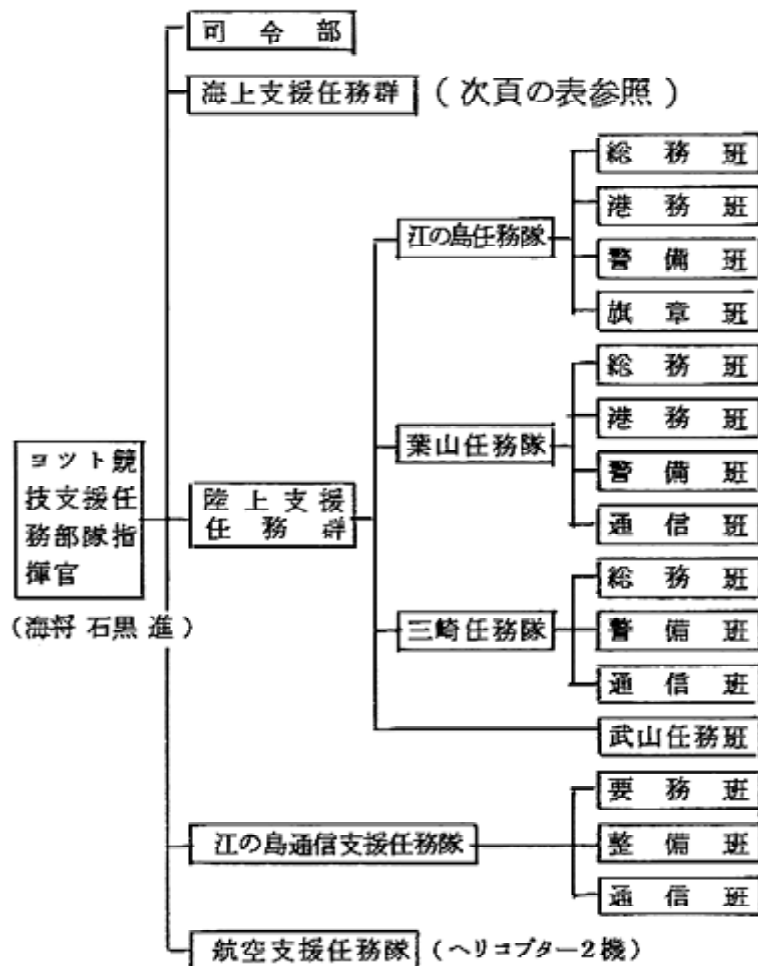 司令部
海上支援任務群 (次頁の表参照)
総務班
港務班
江の島任務隊
警備班
旗章班
総務班
港務班
葉山任務隊
警備班
通信班
ヨット競
技支援任
務部隊指
揮官
(海将 石黒 進)
陸上支援
任務群
総務班
三崎任務隊
警備班
通信班
武山任務班
要務班
江の島通信支援任務隊
整備班
通信班
航空支援任務隊 (ヘリコプター2機)